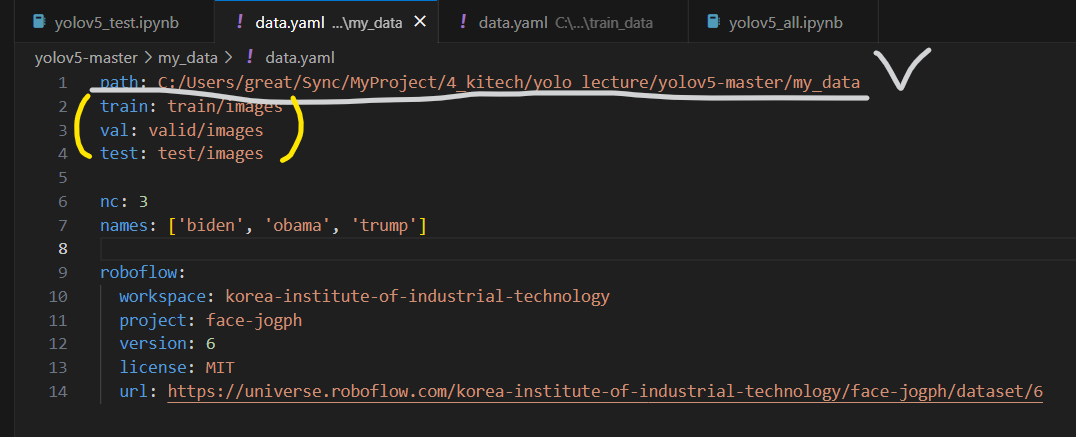 yolov5_test.ipynb
! data.yaml ...\my_data ×
! data.yaml C:\...\train_data
yolov5_all.ipynb
yolov5-master > my_data > ! data.yaml
1 path: C:/Users/great/Sync/MyProject/4_kitech/yolo_lecture/yolov5-master/my_data
2 train: train/images
3 val: valid/images
4 test: test/images
5
6 nc: 3
7 names: ['biden', 'obama', 'trump']
8
9 roboflow:
10 workspace: korea-institute-of-industrial-technology
11 project: face-jogph
12 version: 6
13 license: MIT
14 url: https://universe.roboflow.com/korea-institute-of-industrial-technology/face-jogph/dataset/6